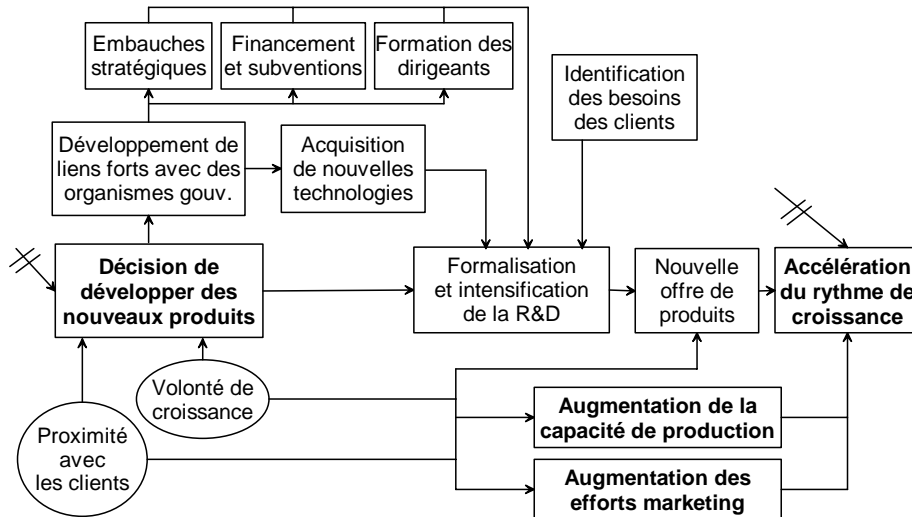 Embauches
stratégiques
Financement
et subventions
Formation des
dirigeants
Identification
des besoins
des clients
Développement de
liens forts avec des
organismes gouv.
Acquisition
de nouvelles
technologies
Décision de
développer des
nouveaux produits
Formalisation
et intensification
de la R&D
Nouvelle
offre de
produits
Accélération
du rythme de
croissance
Volonté de
croissance
Proximité
avec
les clients
Augmentation de la
capacité de production
Augmentation des
efforts marketing